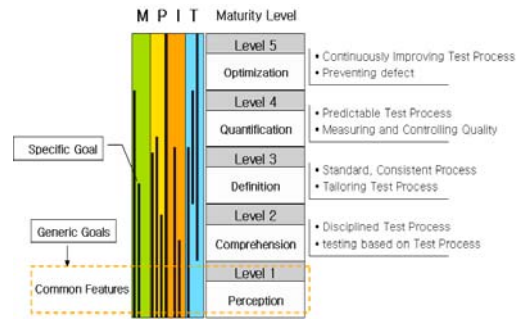 M P I T Maturity Level
Level 5
Optimization
• Continuously Improving Test Process
• Preventing defect
Level 4
Quantification
• Predictable Test Process
• Measuring and Controlling Quality
Specific Goal
Level 3
Definition
• Standard, Consistent Process
• Tailoring Test Process
Generic Goals
Level 2
Comprehension
• Disciplined Test Process
• testing based on Test Process
Common Features
Level 1
Perception